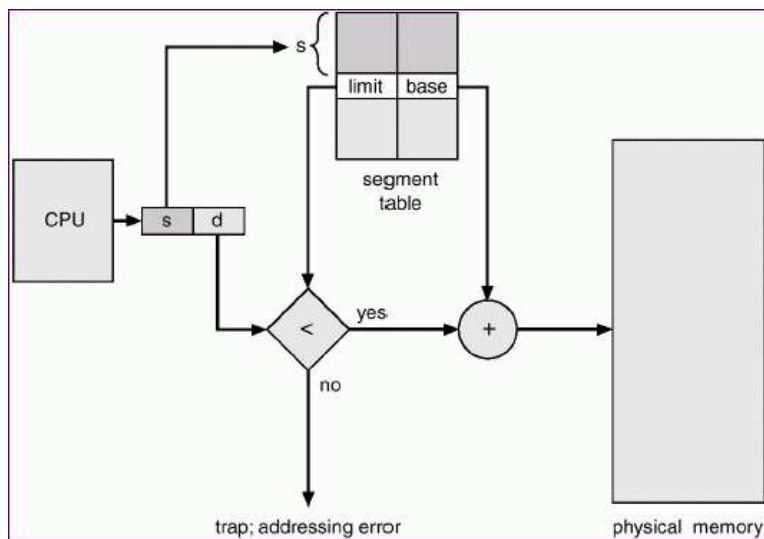 s
limit base
segment
table
CPU
s d
<
yes
+
no
trap; addressing error
physical memory